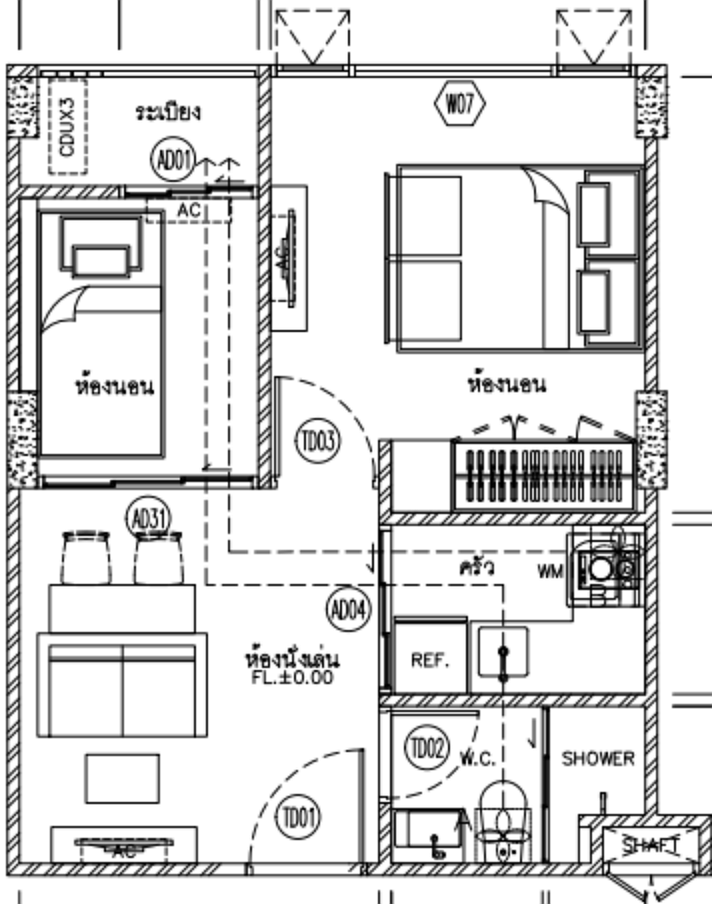 W07
CDUX3
ระเบียง
AD01
AC
AC
ห้องนอน
ห้องนอน
TD03
AD31
ครัว
WM
AD04
ห้องนั่งเล่น
FL.±0.00
REF.
TD02
W.C.
SHOWER
TD01
AC
SHAFT